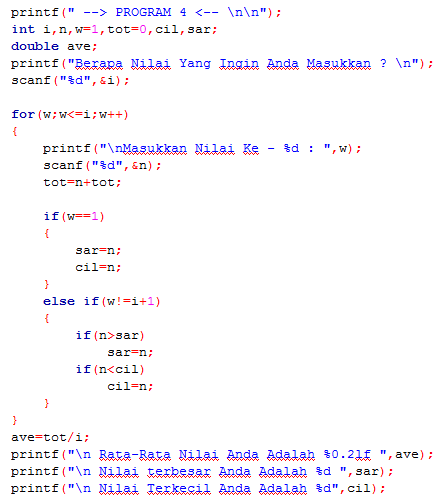 printf(" --> PROGRAM 4 <-- \n\n");
int i,n,w=1,tot=0,cil,sar;
double ave;
printf("Berapa Nilai Yang Ingin Anda Masukkan ? \n");
scanf("%d",&i);
for(w;w<=i;w++)
{
printf("\nMasukkan Nilai Ke - %d : ",w);
scanf("%d",&n);
tot=n+tot;
if(w==1)
{
sar=n;
cil=n;
}
else if(w!=i+1)
{
if(n>sar)
sar=n;
if(n<cil)
cil=n;
}
}
ave=tot/i;
printf("\n Rata-Rata Nilai Anda Adalah %0.2lf ",ave);
printf("\n Nilai terbesar Anda Adalah %d ",sar);
printf("\n Nilai Terkecil Anda Adalah %d",cil);